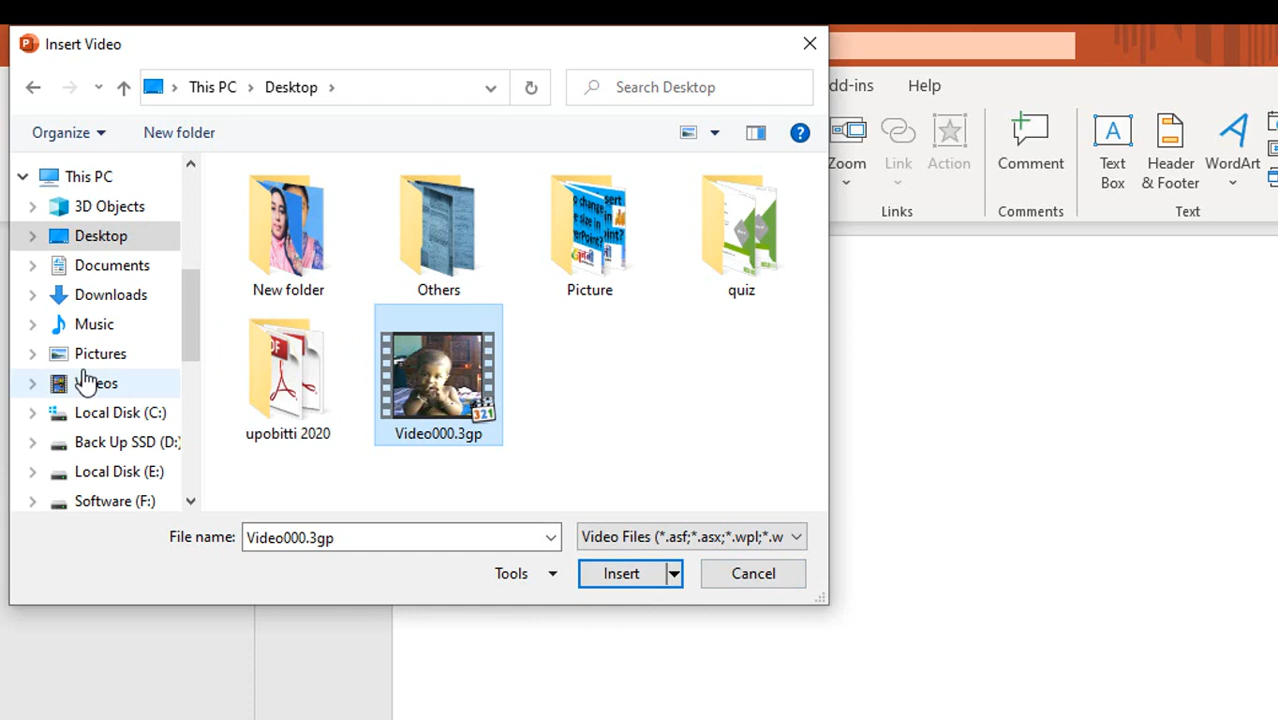 Insert Video
This PC > Desktop >
Search Desktop
Organize
New folder
This PC
3D Objects
Desktop
Documents
Downloads
Music
Pictures
Local Disk (C:)
Back Up SSD (D:)
Local Disk (E:)
Software (F:)
New folder
Others
Picture
quiz
upobitti 2020
Video000.3gp
PDF
321
File name:
Video000.3gp
Video Files (*.asf;*.asx;*.wpl;*.w
Tools
Insert
Cancel
dd-ins
Help
Zoom
Link
Action
Links
Comment
Comments
Text
Box
Header
& Footer
WordArt
Text